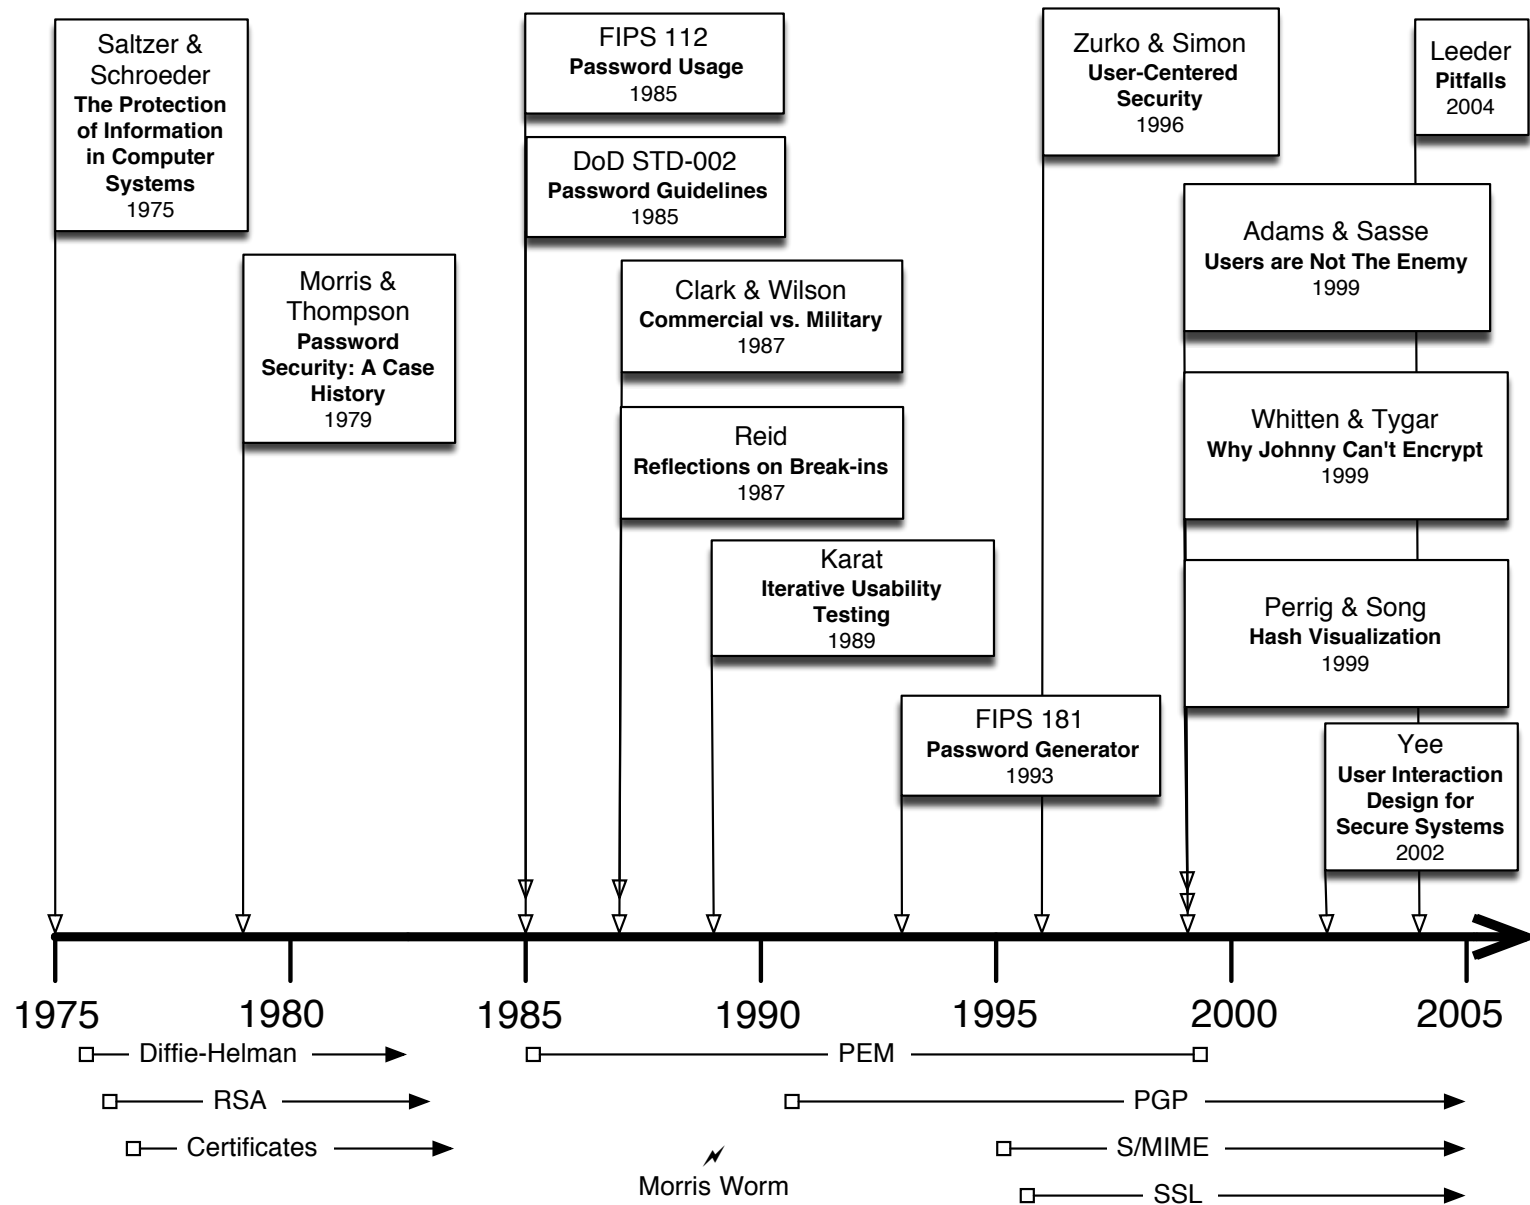 Saltzer &
Schroeder
The Protection
of Information
in Computer
Systems
1975
Morris &
Thompson
Password
Security: A Case
History
1979
FIPS 112
Password Usage
1985
DoD STD-002
Password Guidelines
1985
Clark & Wilson
Commercial vs. Military
1987
Reid
Reflections on Break-ins
1987
Karat
Iterative Usability
Testing
1989
FIPS 181
Password Generator
1993
Zurko & Simon
User-Centered
Security
1996
Leeder
Pitfalls
2004
Adams & Sasse
Users are Not The Enemy
1999
Whitten & Tygar
Why Johnny Can't Encrypt
1999
Perrig & Song
Hash Visualization
1999
Yee
User Interaction
Design for
Secure Systems
2002
1975 1980 1985 1990 1995 2000 2005
Diffie-Helman
PEM
RSA
PGP
Certificates
S/MIME
Morris Worm
SSL